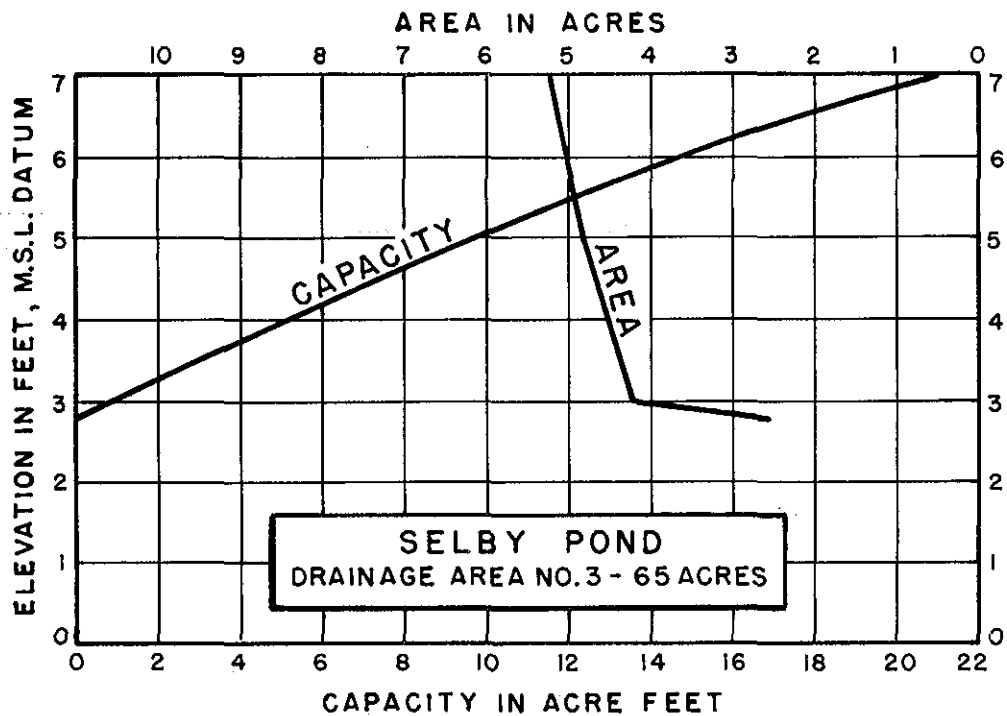 AREA IN ACRES
10 9 8 7 6 5 4 3 2 1 0
7 7
6 6
5 5
4 4
3 3
2 2
1 1
0 0
ELEVATION IN FEET, M.S.L. DATUM
CAPACITY
AREA
SELBY POND
DRAINAGE AREA NO.3 - 65 ACRES
0 2 4 6 8 10 12 14 16 18 20 22
CAPACITY IN ACRE FEET